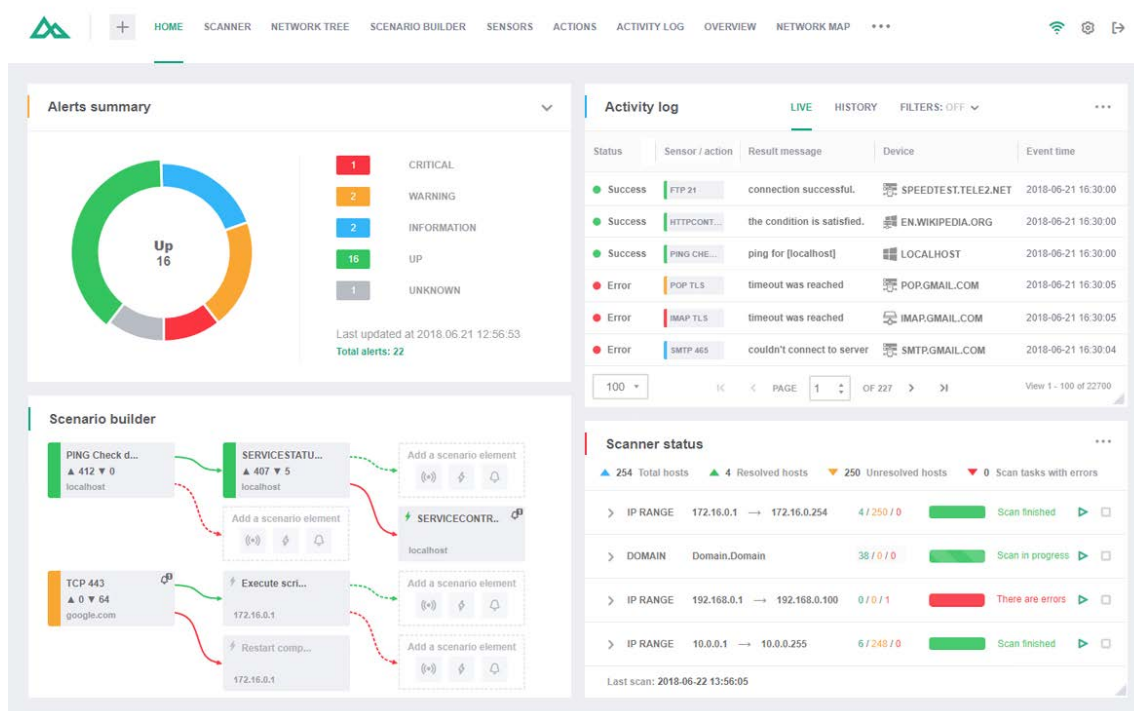 HOME SCANNER NETWORK TREE SCENARIO BUILDER SENSORS ACTIONS ACTIVITY LOG OVERVIEW NETWORK MAP
Alerts summary
Up
16
1 CRITICAL
2 WARNING
2 INFORMATION
16 UP
1 UNKNOWN
Last updated at 2018.06.21 12:56:53
Total alerts: 22
Activity log LIVE HISTORY FILTERS: OFF
Status Sensor / action Result message Device Event time
Success FTP 21 connection successful. SPEEDTEST.TELE2.NET 2018-06-21 16:30:00
Success HTTPCONT... the condition is satisfied. EN.WIKIPEDIA.ORG 2018-06-21 16:30:00
Success PING CHE... ping for [localhost] LOCALHOST 2018-06-21 16:30:00
Error POP TLS timeout was reached POP.GMAIL.COM 2018-06-21 16:30:05
Error IMAP TLS timeout was reached IMAP.GMAIL.COM 2018-06-21 16:30:05
Error SMTP 465 couldn't connect to server SMTP.GMAIL.COM 2018-06-21 16:30:04
100 PAGE 1 OF 227 View 1 - 100 of 22700
Scenario builder
PING Check d...
▲ 412 ▼ 0
localhost
SERVICESTATU...
▲ 407 ▼ 5
localhost
Add a scenario element
Add a scenario element
SERVICECONTR...
localhost
TCP 443
▲ 0 ▼ 64
google.com
Execute scri...
172.16.0.1
Add a scenario element
Restart comp...
172.16.0.1
Add a scenario element
Scanner status
254 Total hosts 4 Resolved hosts 250 Unresolved hosts 0 Scan tasks with errors
IP RANGE 172.16.0.1 → 172.16.0.254 4 / 250 / 0 Scan finished
DOMAIN Domain.Domain 38 / 0 / 0 Scan in progress
IP RANGE 192.168.0.1 → 192.168.0.100 0 / 0 / 1 There are errors
IP RANGE 10.0.0.1 → 10.0.0.255 6 / 248 / 0 Scan finished
Last scan: 2018-06-22 13:56:05